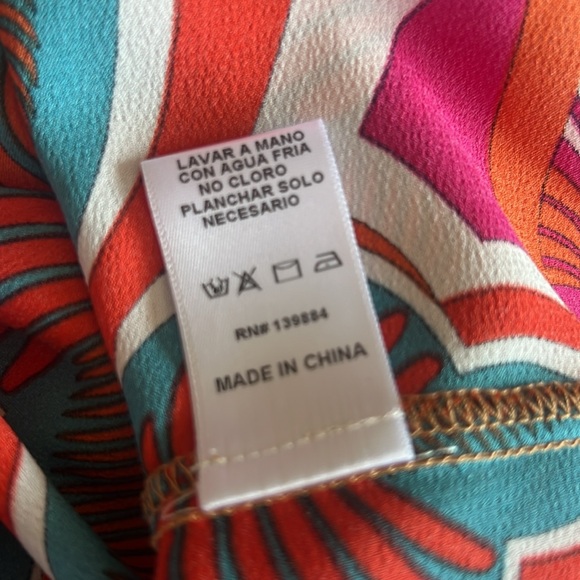 LAVAR A MANO
CON AGUA FRIA
NO CLORO
PLANCHAR SOLO
NECESARIO
RN# 139884
MADE IN CHINA